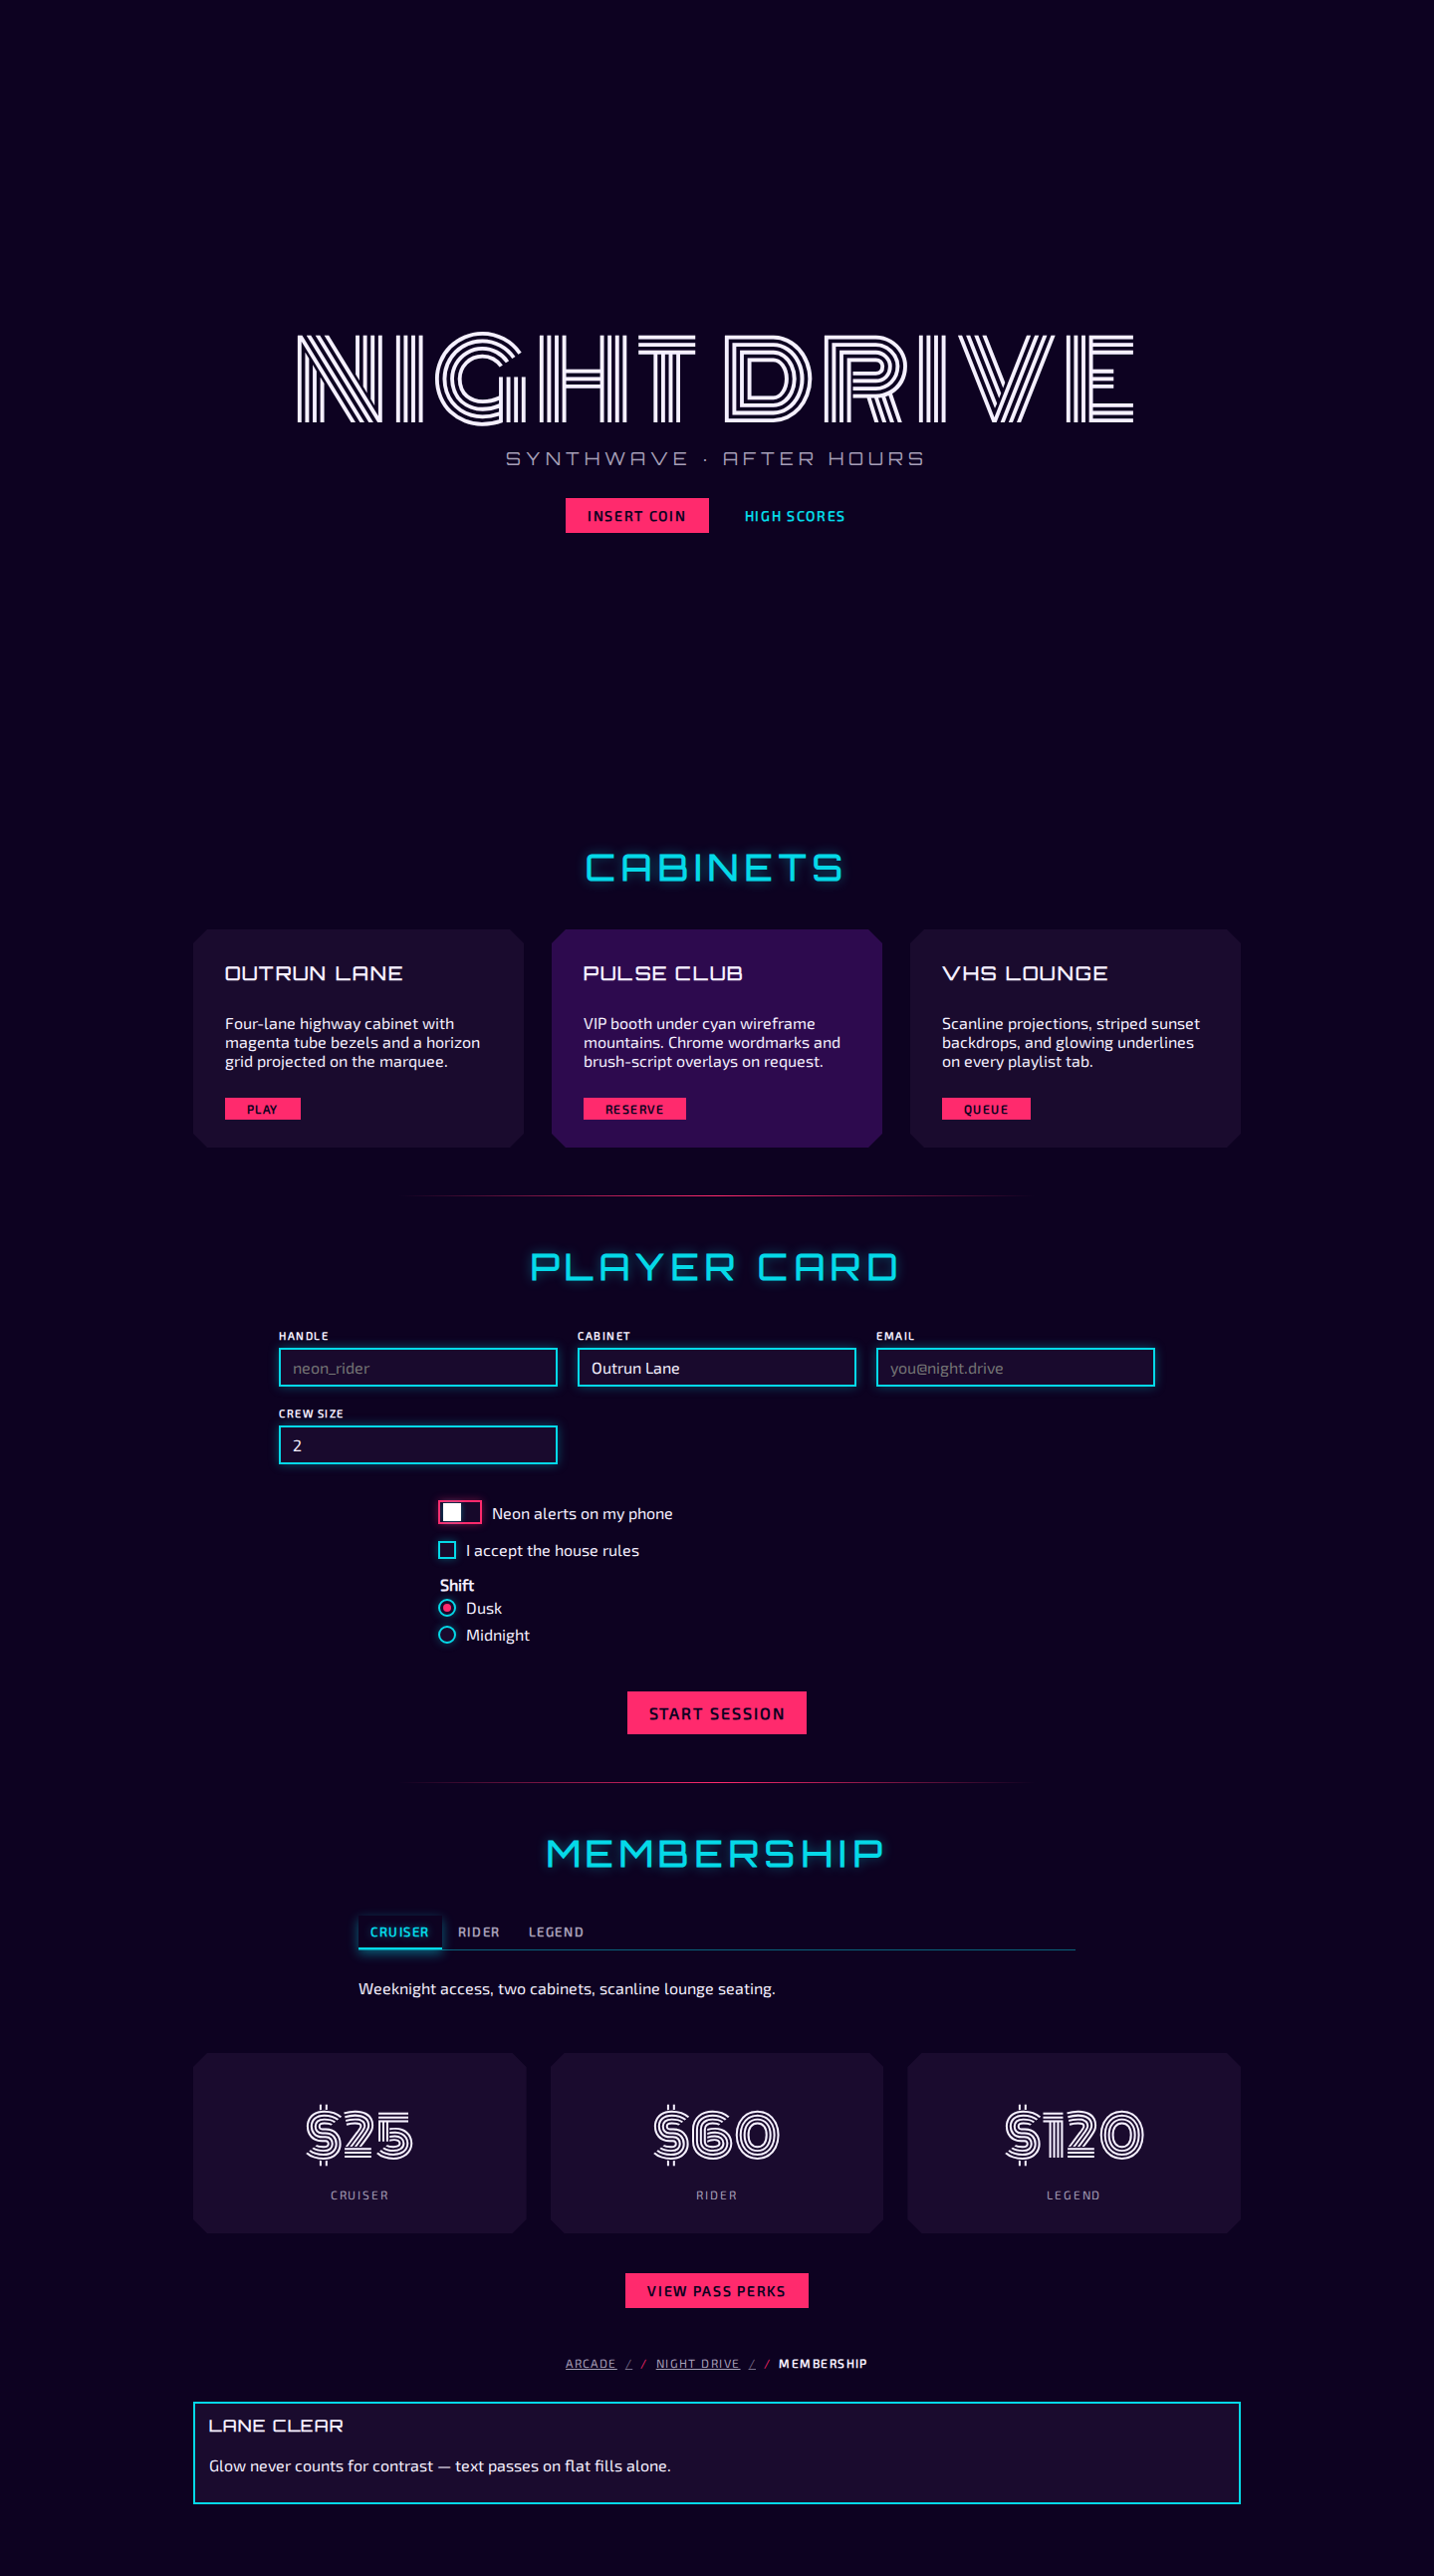 NIGHT DRIVE
SYNTHWAVE · AFTER HOURS
INSERT COIN
HIGH SCORES
CABINETS
OUTRUN LANE
Four-lane highway cabinet with
magenta tube bezels and a horizon
grid projected on the marquee.
PLAY
PULSE CLUB
VIP booth under cyan wireframe
mountains. Chrome wordmarks and
brush-script overlays on request.
RESERVE
VHS LOUNGE
Scanline projections, striped sunset
backdrops, and glowing underlines
on every playlist tab.
QUEUE
PLAYER CARD
HANDLE
neon_rider
CABINET
Outrun Lane
EMAIL
you@night.drive
CREW SIZE
2
Neon alerts on my phone
I accept the house rules
Shift
Dusk
Midnight
START SESSION
MEMBERSHIP
CRUISER
RIDER
LEGEND
Weeknight access, two cabinets, scanline lounge seating.
$25
CRUISER
$60
RIDER
$120
LEGEND
VIEW PASS PERKS
ARCADE / / NIGHT DRIVE / / MEMBERSHIP
LANE CLEAR
Glow never counts for contrast — text passes on flat fills alone.